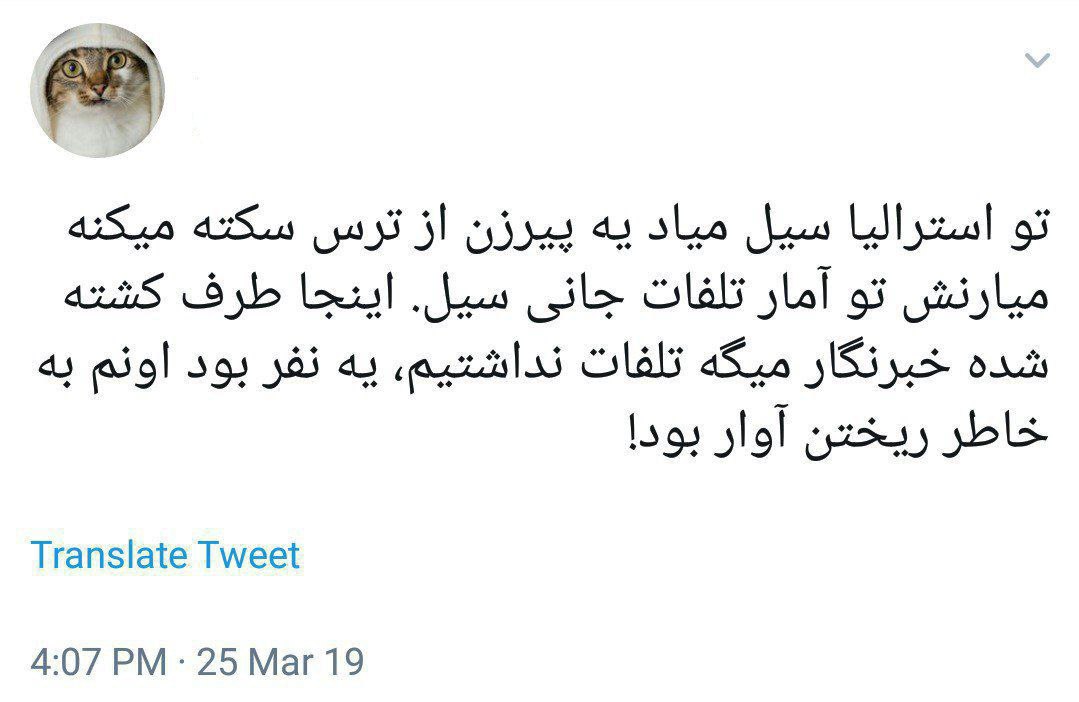 تو استرالیا سیل میاد یه پیرزن از ترس سکته میکنه
میارنش تو آمار تلفات جانی سیل. اینجا طرف کشته
شده خبرنگار میگه تلفات نداشتیم، یه نفر بود اونم به
خاطر ریختن آوار بود!
Translate Tweet
4:07 PM · 25 Mar 19